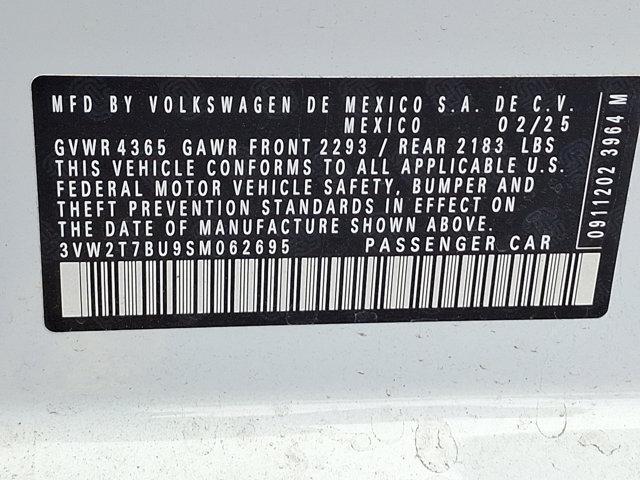 MFD BY VOLKSWAGEN DE MEXICO S.A. DE C.V.
MEXICO 02/25
GVWR 4365 GAWR FRONT 2293 / REAR 2183 LBS
THIS VEHICLE CONFORMS TO ALL APPLICABLE U.S.
FEDERAL MOTOR VEHICLE SAFETY, BUMPER AND
THEFT PREVENTION STANDARDS IN EFFECT ON
THE DATE OF MANUFACTURE SHOWN ABOVE.
3VW2T7BU9SM062695 PASSENGER CAR
0911202 3964 M